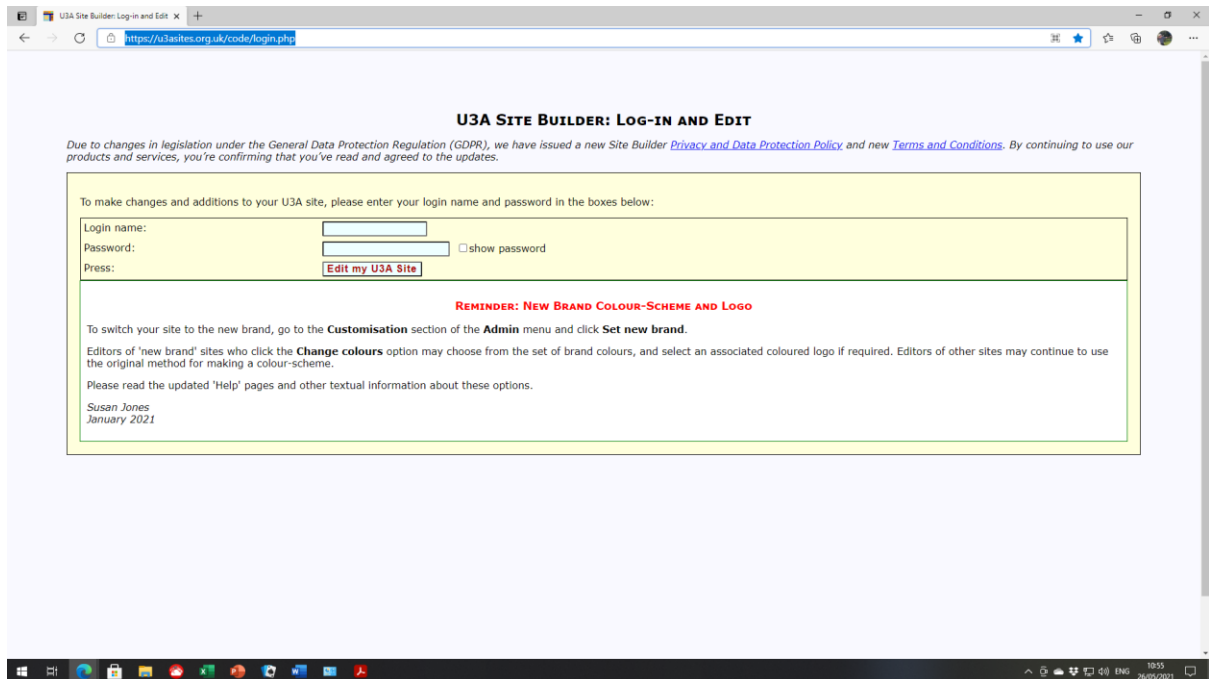 U3A Site Builder: Log-in and Edit
https://u3asites.org.uk/code/login.php
U3A SITE BUILDER: LOG-IN AND EDIT
Due to changes in legislation under the General Data Protection Regulation (GDPR), we have issued a new Site Builder Privacy and Data Protection Policy and new Terms and Conditions. By continuing to use our
products and services, you're confirming that you've read and agreed to the updates.
To make changes and additions to your U3A site, please enter your login name and password in the boxes below:
Login name:
Password: show password
Press: Edit my U3A Site
REMINDER: NEW BRAND COLOUR-SCHEME AND LOGO
To switch your site to the new brand, go to the Customisation section of the Admin menu and click Set new brand.
Editors of 'new brand' sites who click the Change colours option may choose from the set of brand colours, and select an associated coloured logo if required. Editors of other sites may continue to use
the original method for making a colour-scheme.
Please read the updated 'Help' pages and other textual information about these options.
Susan Jones
January 2021
ENG
10:55
26/05/2021